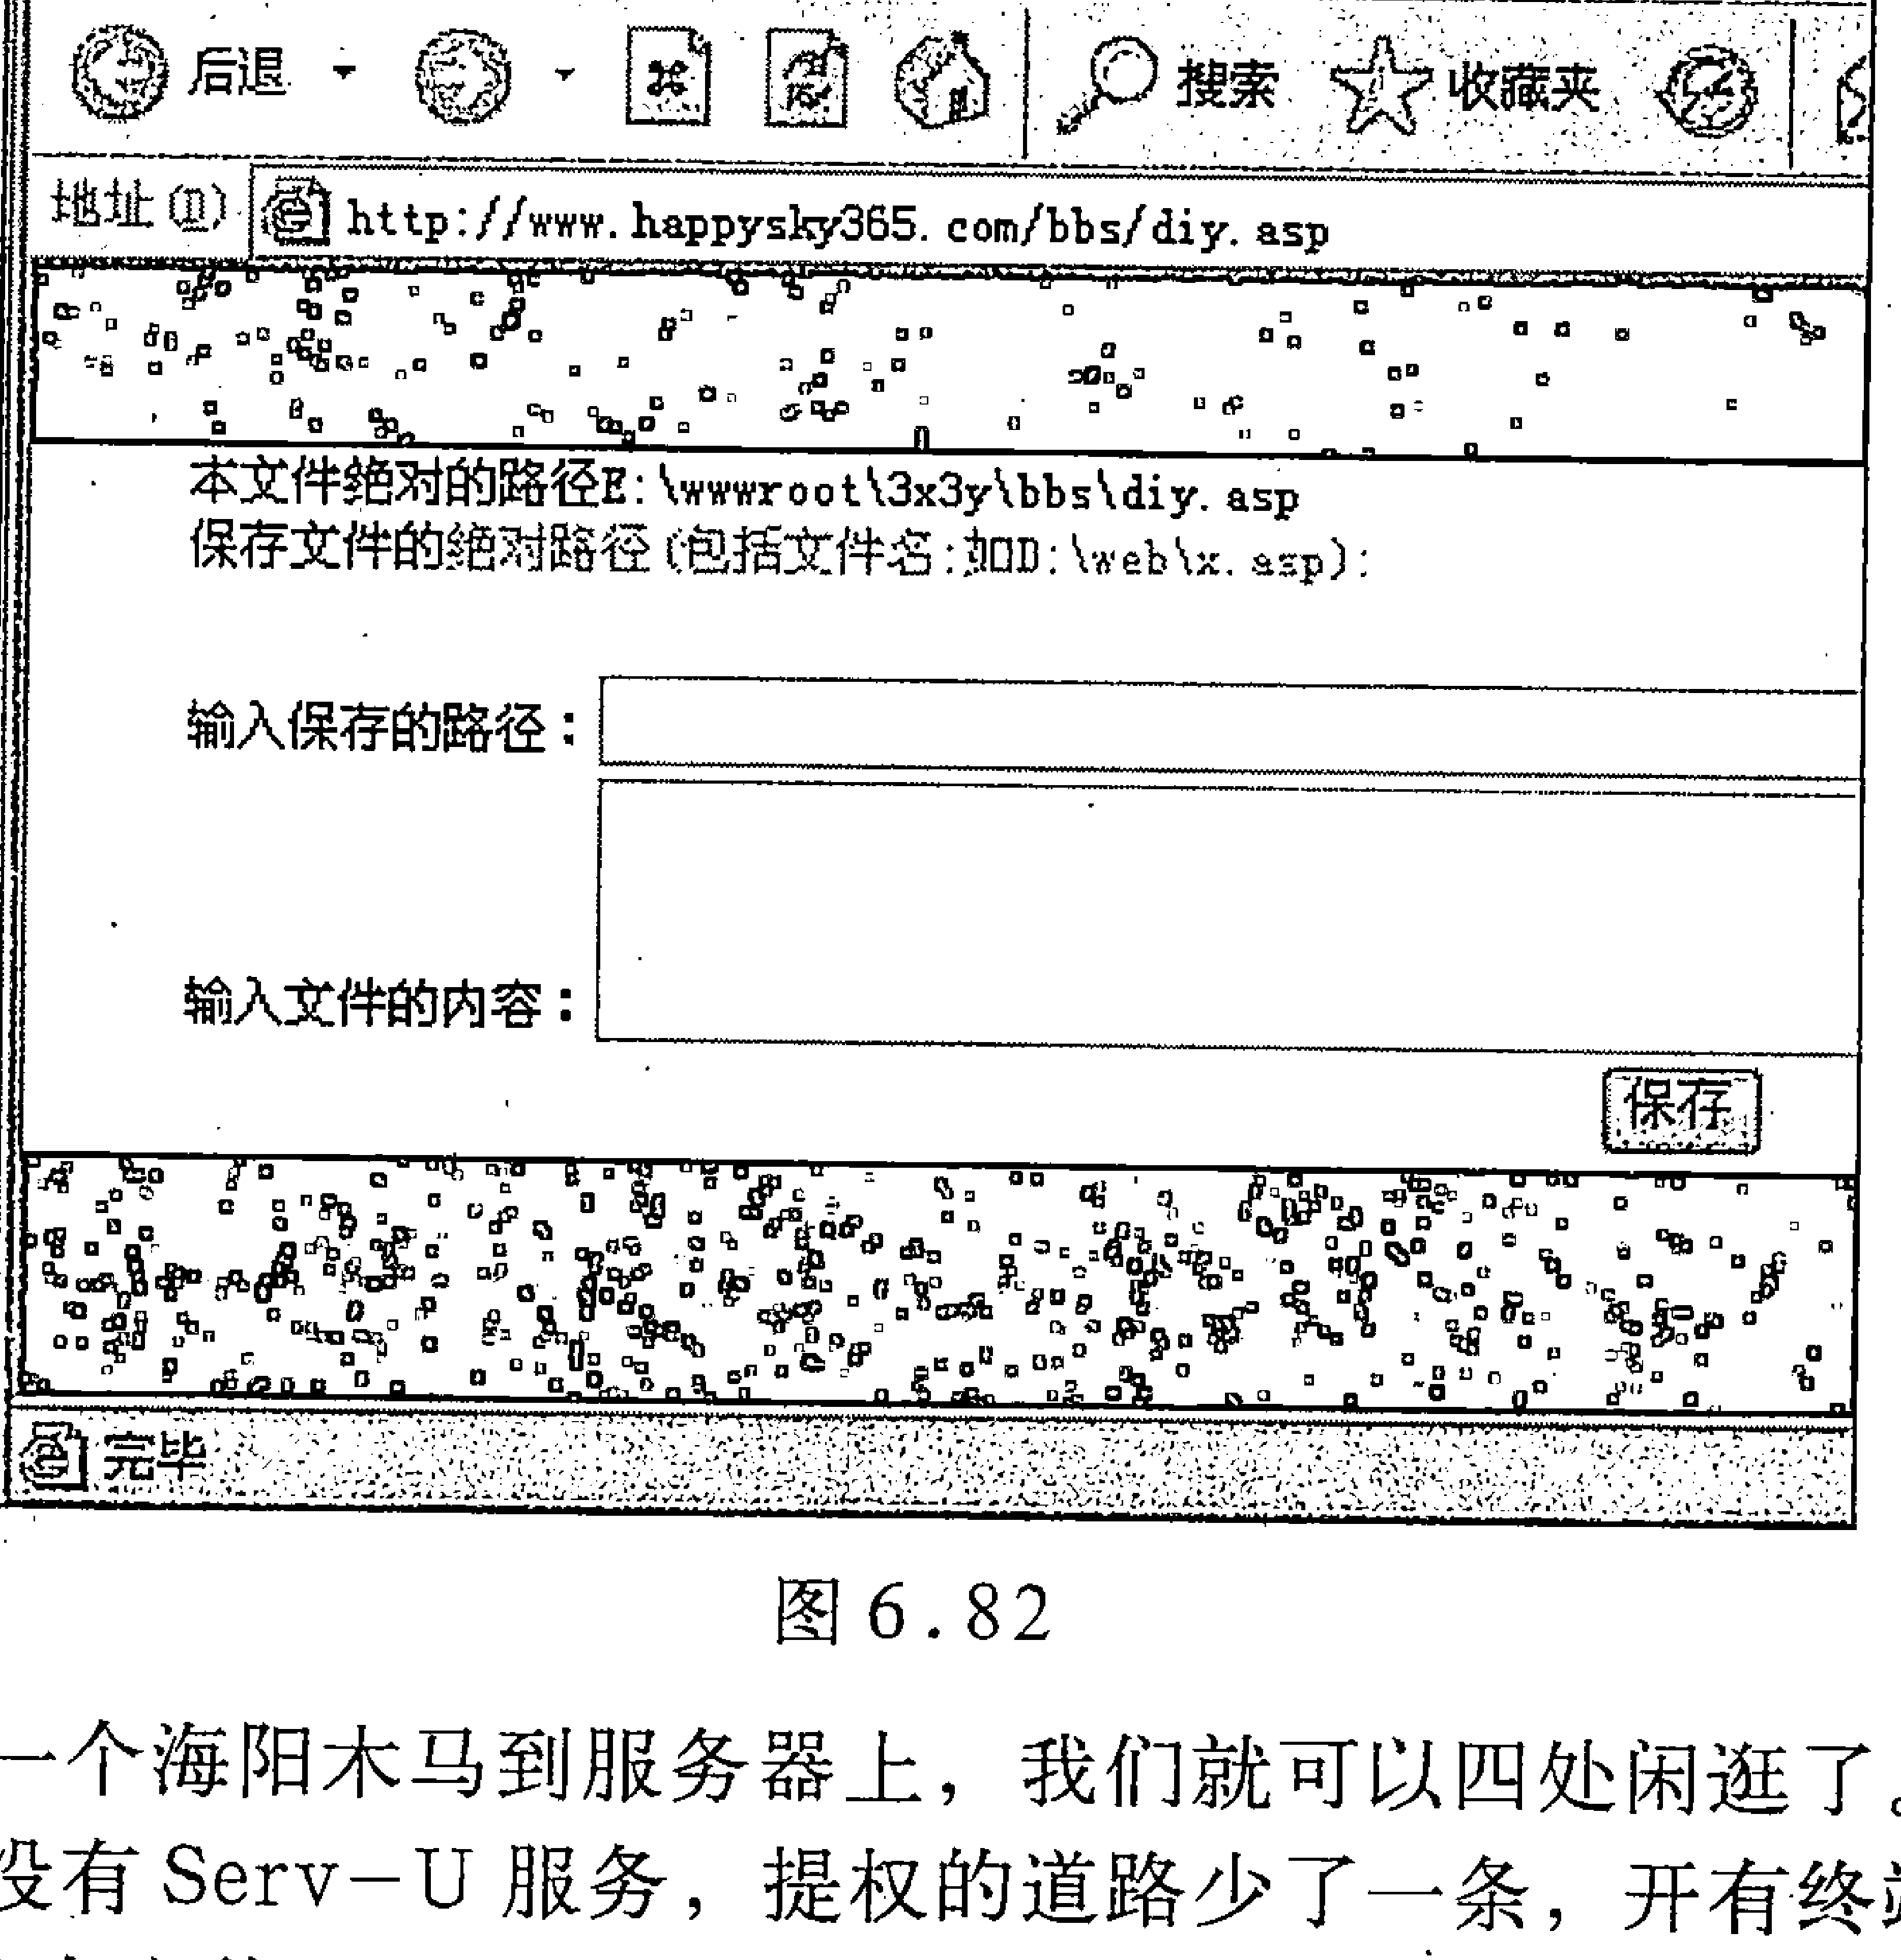 后退 搜索 收藏夹
地址(D) http://www.happysky365.com/bbs/diy.asp
本文件绝对的路径E:\wwwroot\3x3y\bbs\diy.asp
保存文件的绝对路径(包括文件名:如D:\web\x.asp):
输入保存的路径:
输入文件的内容:
保存
完毕
图 6.82
一个海阳木马到服务器上，我们就可以四处闲逛了。
没有 Serv-U 服务，提权的道路少了一条，开有终端